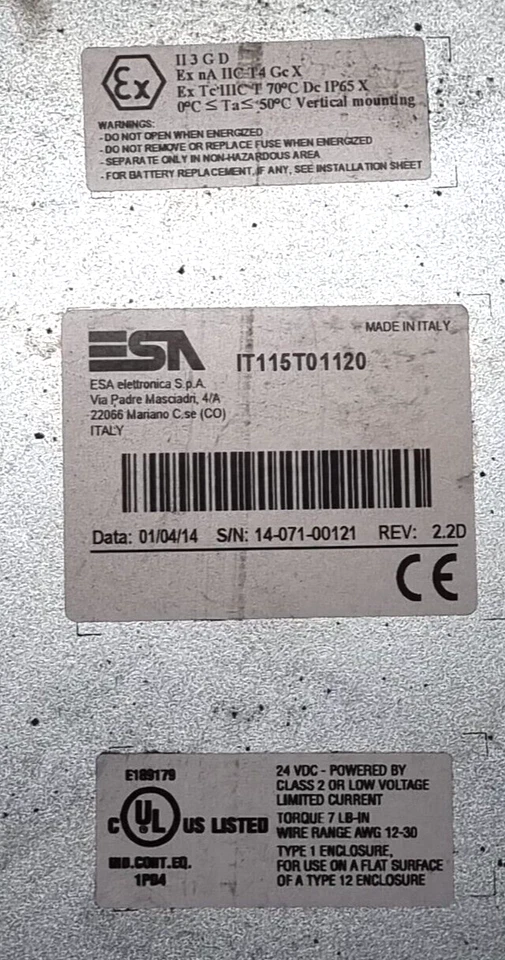 Ex
II 3 G D
Ex nA IIC T4 Gc X
Ex Tc IIIC T 70°C Dc IP65 X
0°C ≤ Ta ≤ 50°C Vertical mounting
WARNINGS:
- DO NOT OPEN WHEN ENERGIZED
- DO NOT REMOVE OR REPLACE FUSE WHEN ENERGIZED
- SEPARATE ONLY IN NON-HAZARDOUS AREA
- FOR BATTERY REPLACEMENT, IF ANY, SEE INSTALLATION SHEET
MADE IN ITALY
ESA IT115T01120
ESA elettronica S.p.A.
Via Padre Masciadri, 4/A
22066 Mariano C.se (CO)
ITALY
Data: 01/04/14 S/N: 14-071-00121 REV: 2.2D
CE
E189179
C UL US LISTED
IND.CONT.EQ.
1PD4
24 VDC - POWERED BY
CLASS 2 OR LOW VOLTAGE
LIMITED CURRENT
TORQUE 7 LB-IN
WIRE RANGE AWG 12-30
TYPE 1 ENCLOSURE,
FOR USE ON A FLAT SURFACE
OF A TYPE 12 ENCLOSURE